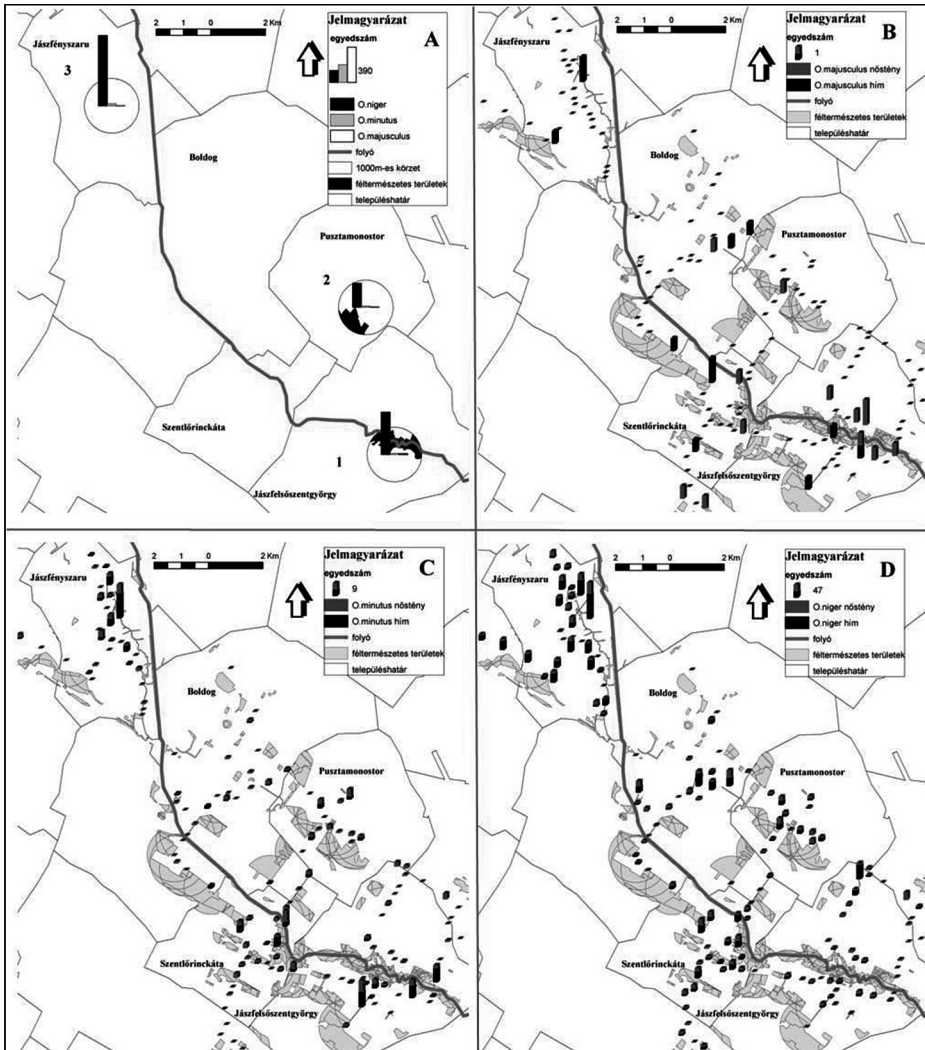 Jászfényszaru
3
2 1 0 2 Km
Jelmagyarázat
A
egyedszám
390
O.niger
O.minutus
O.majusculus
folyó
1000m-es körzet
féltermészetes területek
településhatár
Boldog
Pusztamonostor
2
Szentlőrinckáta
1
Jászfelsőszentgyörgy
Jászfényszaru
2 1 0 2 Km
Jelmagyarázat
B
egyedszám
1
O.majusculus nőstény
O.majusculus hím
folyó
féltermészetes területek
településhatár
Boldog
Pusztamonostor
Szentlőrinckáta
Jászfelsőszentgyörgy
Jászfényszaru
2 1 0 2 Km
Jelmagyarázat
C
egyedszám
9
O.minutus nőstény
O.minutus hím
folyó
féltermészetes területek
településhatár
Boldog
Pusztamonostor
Szentlőrinckáta
Jászfelsőszentgyörgy
Jászfényszaru
2 1 0 2 Km
Jelmagyarázat
D
egyedszám
47
O.niger nőstény
O.niger hím
folyó
féltermészetes területek
településhatár
Boldog
Pusztamonostor
Szentlőrinckáta
Jászfelsőszentgyörgy